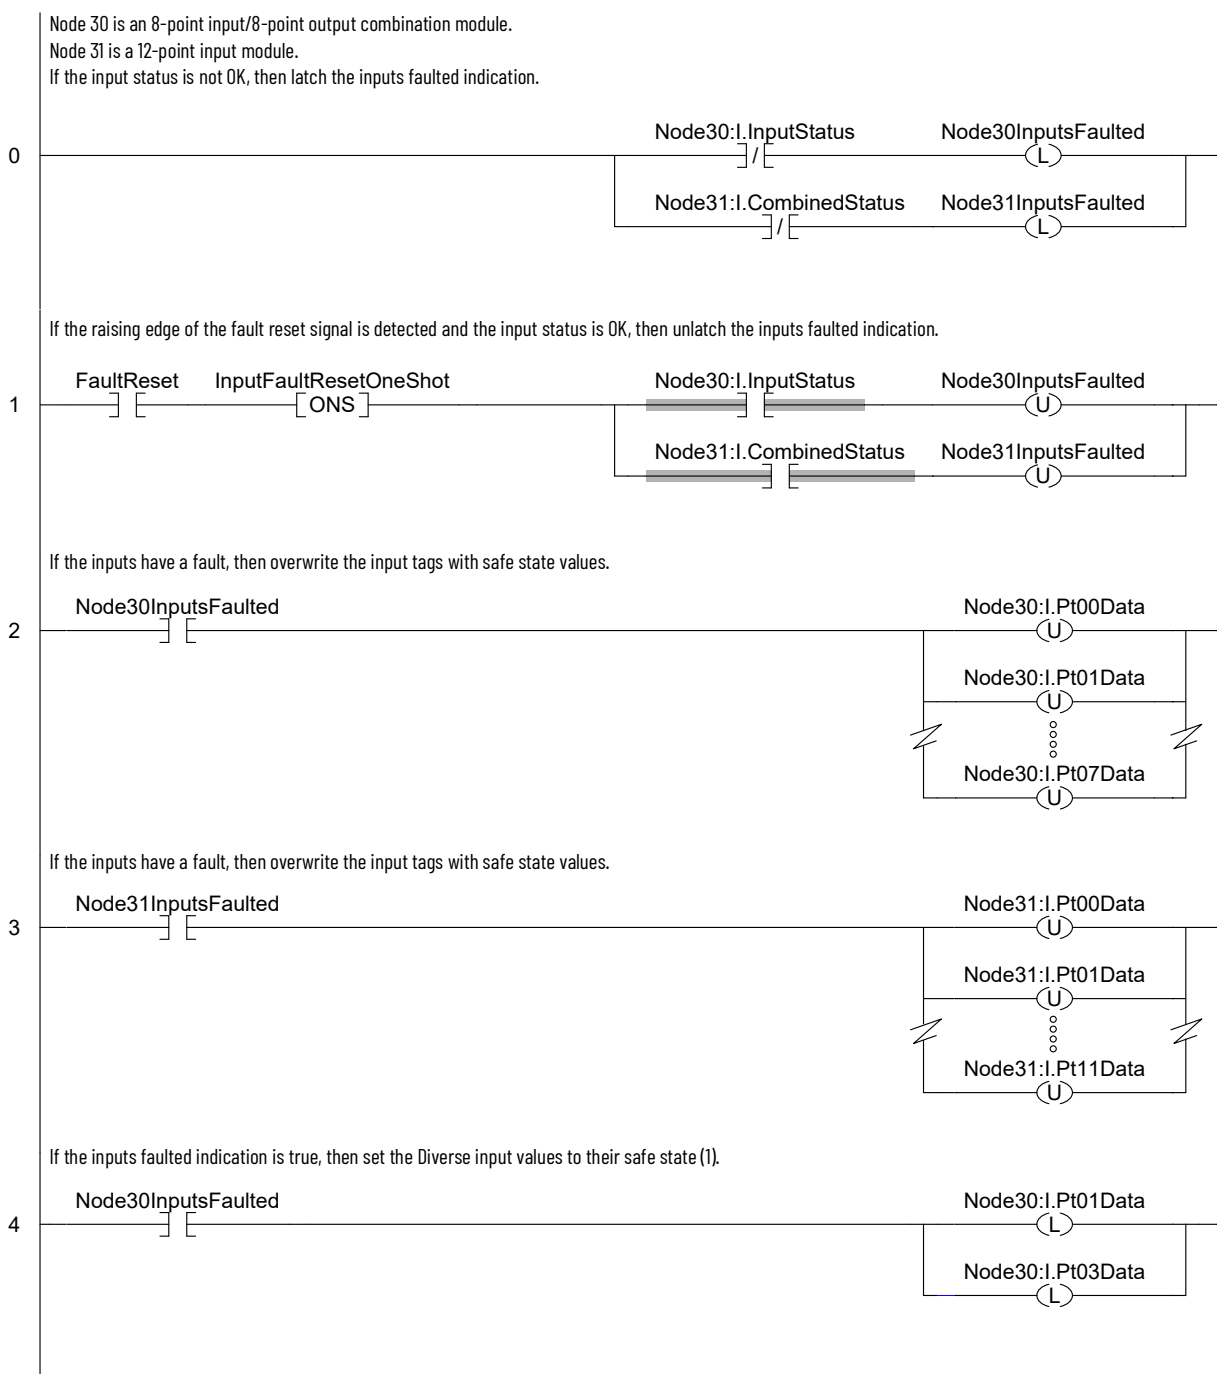 Node 30 is an 8-point input/8-point output combination module.
Node 31 is a 12-point input module.
If the input status is not OK, then latch the inputs faulted indication.
Node30:I.InputStatus Node30InputsFaulted
0 / L
Node31:I.CombinedStatus Node31InputsFaulted
/ L
If the raising edge of the fault reset signal is detected and the input status is OK, then unlatch the inputs faulted indication.
FaultReset InputFaultResetOneShot Node30:I.InputStatus Node30InputsFaulted
1 ONS U
Node31:I.CombinedStatus Node31InputsFaulted
U
If the inputs have a fault, then overwrite the input tags with safe state values.
Node30InputsFaulted Node30:I.Pt00Data
2 U
Node30:I.Pt01Data
U
Node30:I.Pt07Data
U
If the inputs have a fault, then overwrite the input tags with safe state values.
Node31InputsFaulted Node31:I.Pt00Data
3 U
Node31:I.Pt01Data
U
Node31:I.Pt11Data
U
If the inputs faulted indication is true, then set the Diverse input values to their safe state (1).
Node30InputsFaulted Node30:I.Pt01Data
4 L
Node30:I.Pt03Data
L